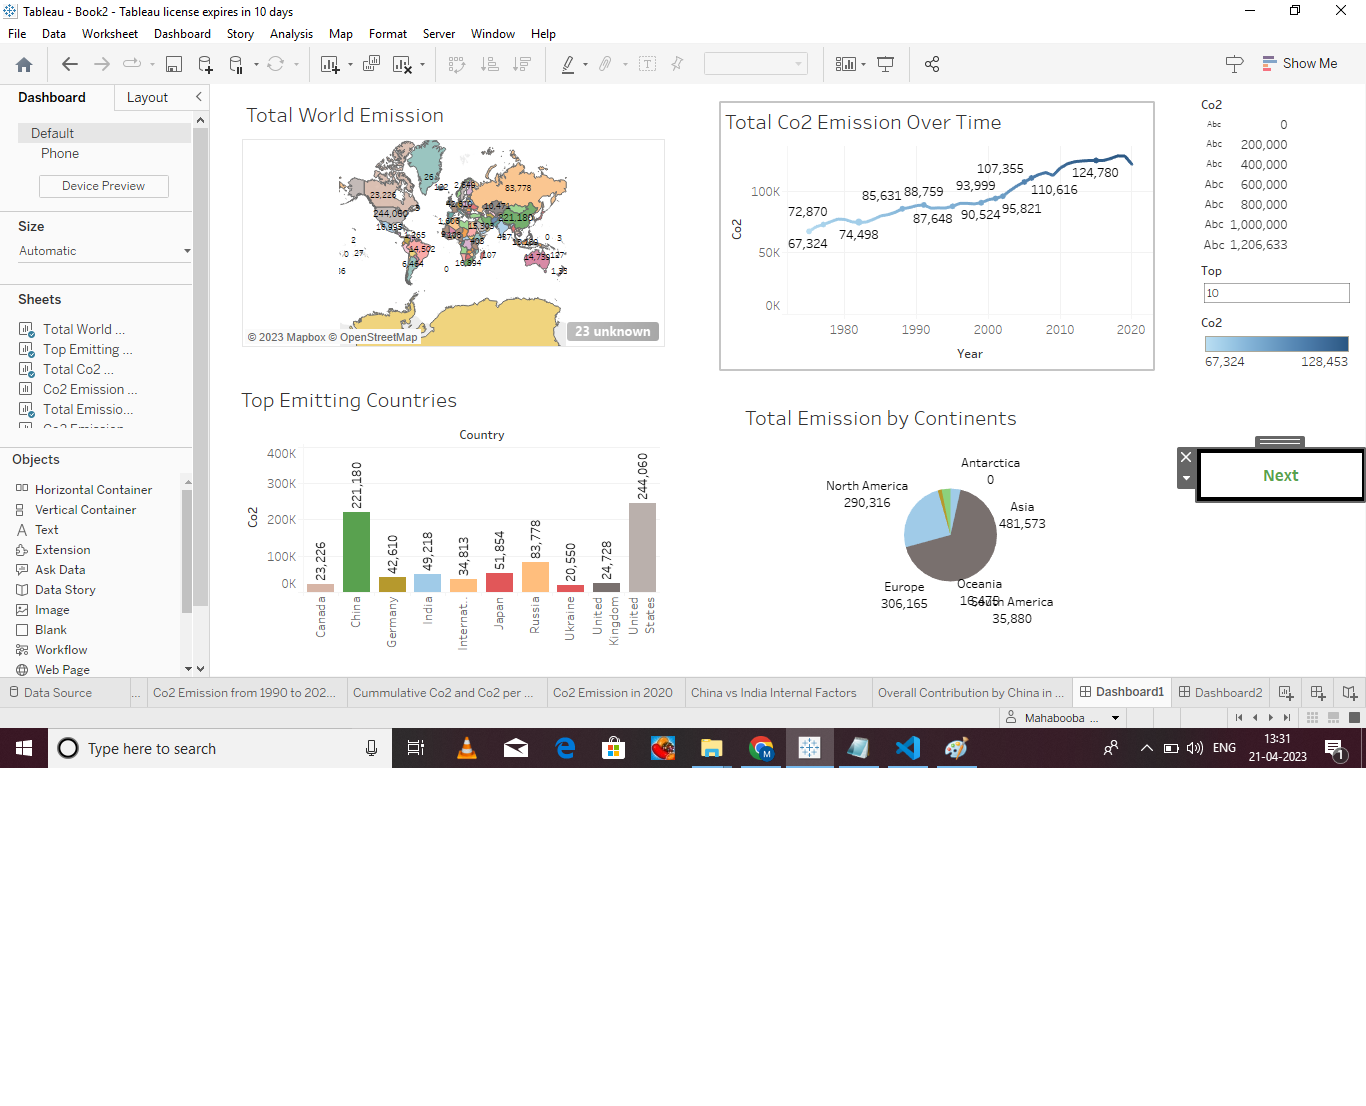 Tableau - Book2 - Tableau license expires in 10 days
File Data Worksheet Dashboard Story Analysis Map Format Server Window Help
Show Me
Dashboard Layout
Default
Phone
Device Preview
Size
Automatic
Sheets
Total World ...
Top Emitting ...
Total Co2 ...
Co2 Emission ...
Total Emissio...
Objects
Horizontal Container
Vertical Container
Text
Extension
Ask Data
Data Story
Image
Blank
Workflow
Web Page
Total World Emission
23,226
244,060
83,778
221,180
14,502
6,464
0
107
© 2023 Mapbox © OpenStreetMap
23 unknown
Total Co2 Emission Over Time
Co2
100K
50K
0K
72,870
67,324
74,498
85,631
88,759
87,648
93,999
90,524
107,355
95,821
110,616
124,780
1980 1990 2000 2010 2020
Year
Co2
Abc 0
Abc 200,000
Abc 400,000
Abc 600,000
Abc 800,000
Abc 1,000,000
Abc 1,206,633
Top
10
Co2
67,324 128,453
Next
Top Emitting Countries
Country
Co2
400K
300K
200K
100K
0K
23,226
221,180
42,610
49,218
34,813
51,854
83,778
20,550
24,728
244,060
Canada
China
Germany
India
Internat..
Japan
Russia
Ukraine
United
Kingdom
United
States
Total Emission by Continents
Antarctica
0
North America
290,316
Asia
481,573
Europe
306,165
Oceania
16,475
South America
35,880
Data Source ... Co2 Emission from 1990 to 202... Cummulative Co2 and Co2 per ... Co2 Emission in 2020 China vs India Internal Factors Overall Contribution by China in ... Dashboard1 Dashboard2
Mahabooba ...
Type here to search
M
ENG
13:31
21-04-2023
1